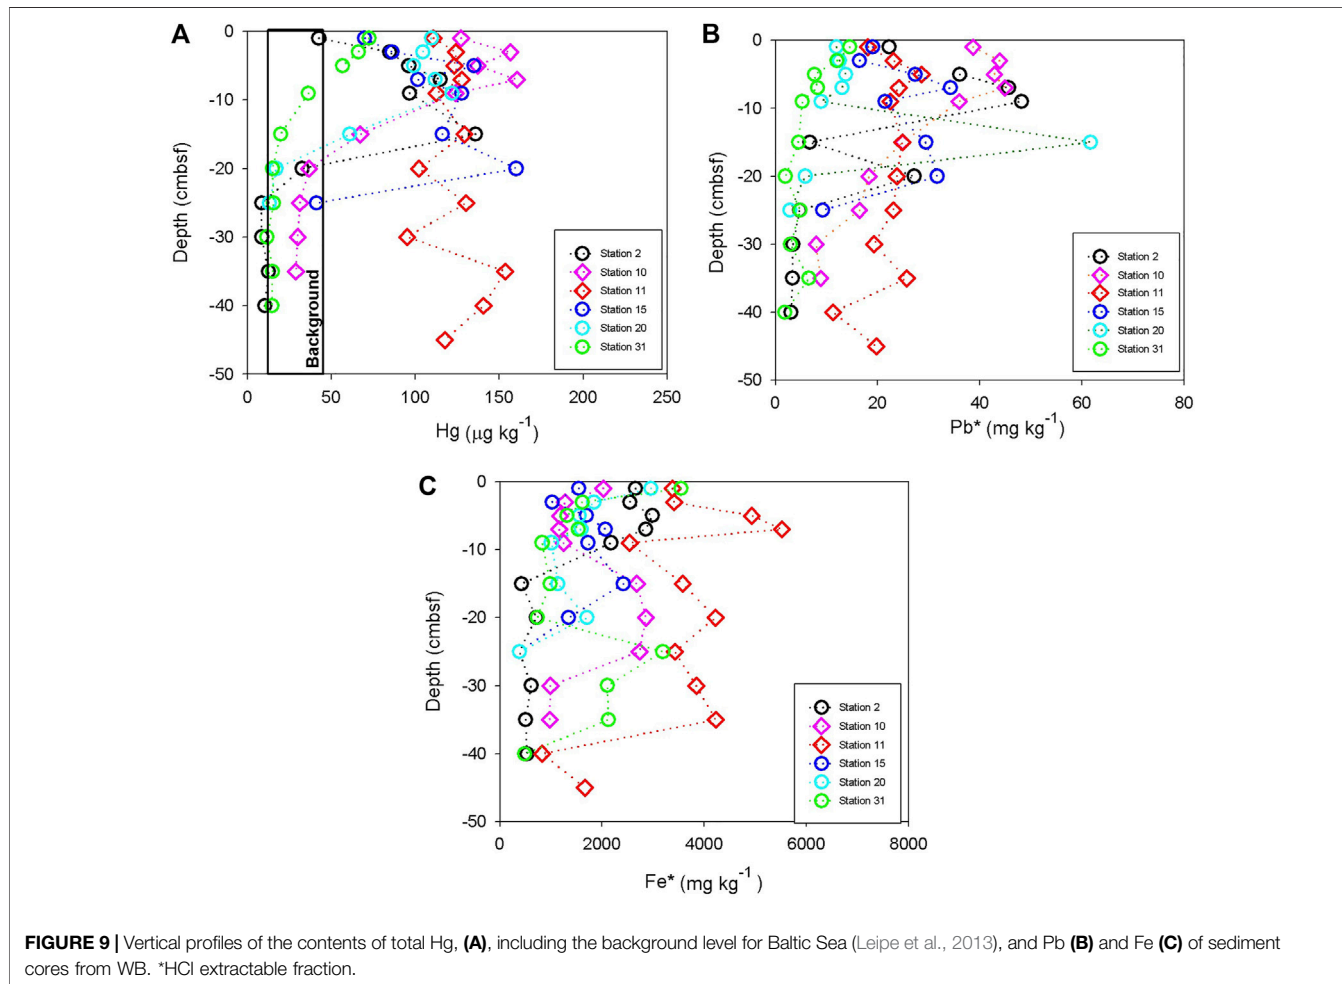 A
0
-10
-20
-30
-40
-50
Depth (cmbsf)
0 50 100 150 200 250
Hg (µg kg-1)
Background
Station 2
Station 10
Station 11
Station 15
Station 20
Station 31
B
0
-10
-20
-30
-40
-50
Depth (cmbsf)
0 20 40 60 80
Pb* (mg kg-1)
Station 2
Station 10
Station 11
Station 15
Station 20
Station 31
C
0
-10
-20
-30
-40
-50
Depth (cmbsf)
0 2000 4000 6000 8000
Fe* (mg kg-1)
Station 2
Station 10
Station 11
Station 15
Station 20
Station 31
FIGURE 9 | Vertical profiles of the contents of total Hg, (A), including the background level for Baltic Sea (Leipe et al., 2013), and Pb (B) and Fe (C) of sediment
cores from WB. *HCl extractable fraction.